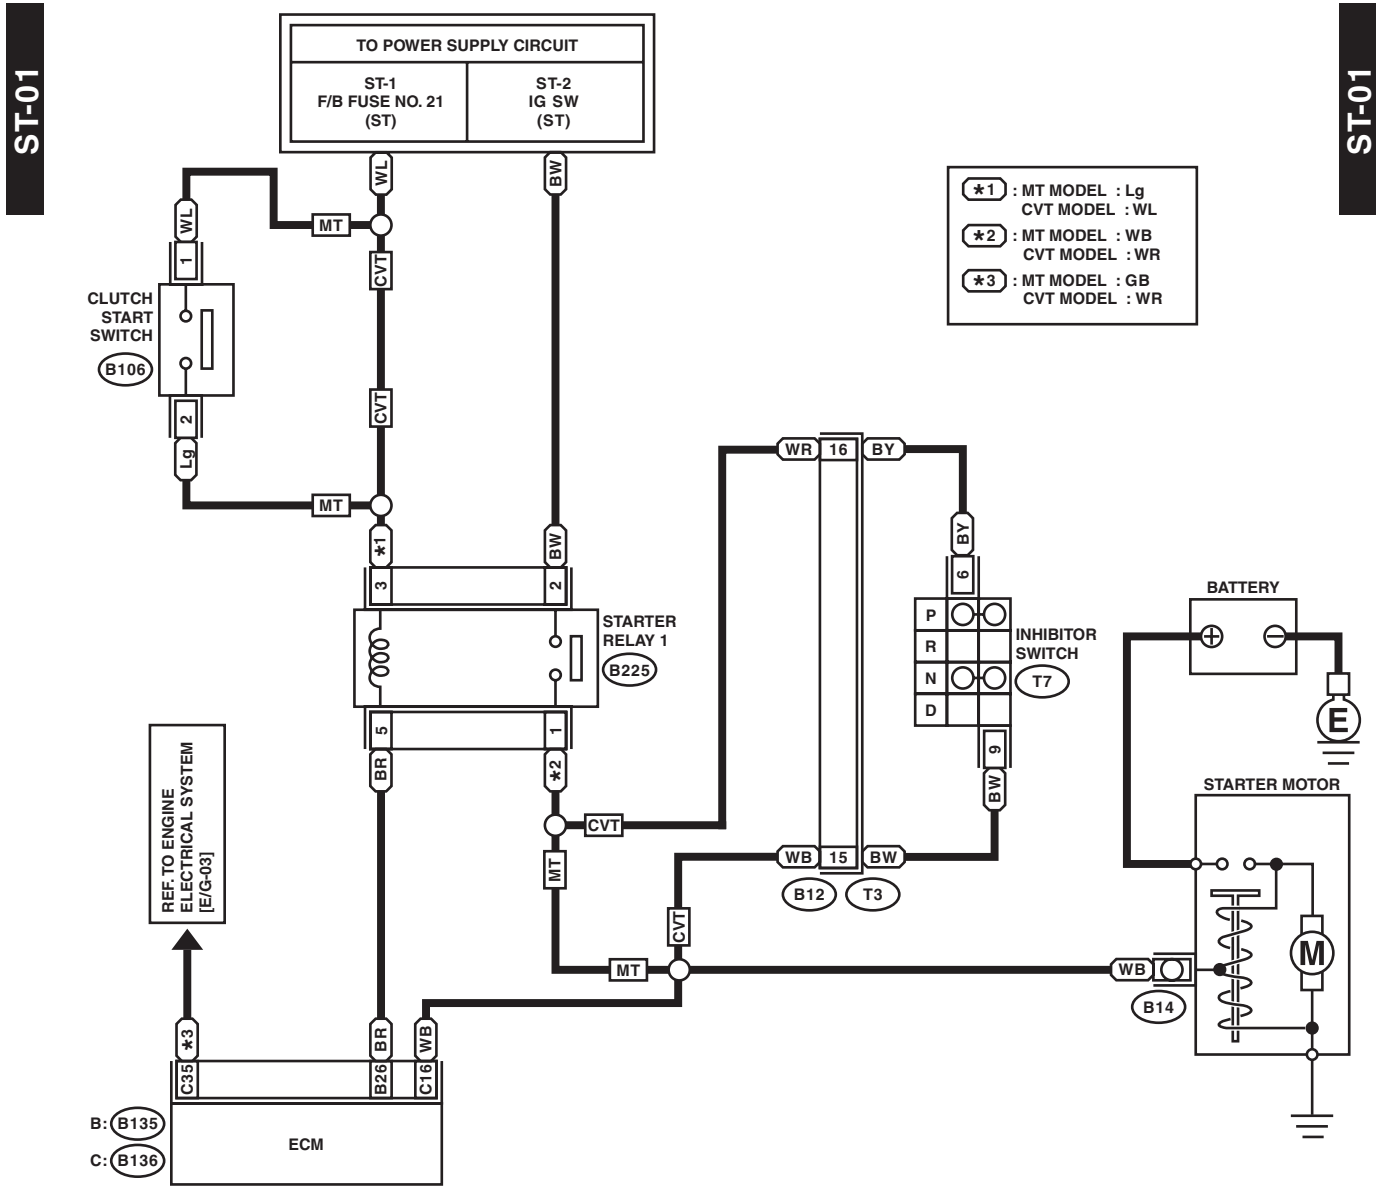 ST-01
ST-01
TO POWER SUPPLY CIRCUIT
ST-1
F/B FUSE NO. 21
(ST)
ST-2
IG SW
(ST)
WL
BW
*1 : MT MODEL : Lg
CVT MODEL : WL
*2 : MT MODEL : WB
CVT MODEL : WR
*3 : MT MODEL : GB
CVT MODEL : WR
WL
MT
1
CVT
CLUTCH
START
SWITCH
B106
CVT
2
Lg
MT
*1
BW
3
2
STARTER
RELAY 1
B225
5
1
BR
*2
CVT
MT
WR
16
BY
BY
6
P
R
N
D
INHIBITOR
SWITCH
T7
9
BW
WB
15
BW
B12
T3
CVT
MT
BATTERY
+
−
E
STARTER MOTOR
M
WB
B14
REF. TO ENGINE
ELECTRICAL SYSTEM
[E/G-03]
*3
BR
WB
C35
B26
C16
B: B135
C: B136
ECM